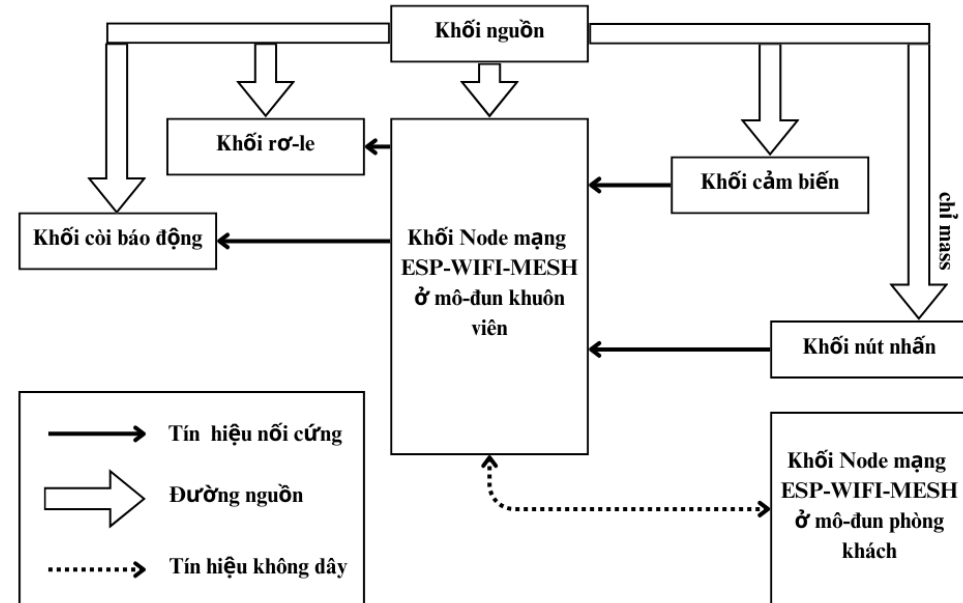 Khối nguồn
Khối rơ-le
Khối cảm biến
Khối còi báo động
Khối Node mạng
ESP-WIFI-MESH
ở mô-đun khuôn
viên
chỉ mass
Khối nút nhấn
Tín hiệu nối cứng
Đường nguồn
Tín hiệu không dây
Khối Node mạng
ESP-WIFI-MESH
ở mô-đun phòng
khách